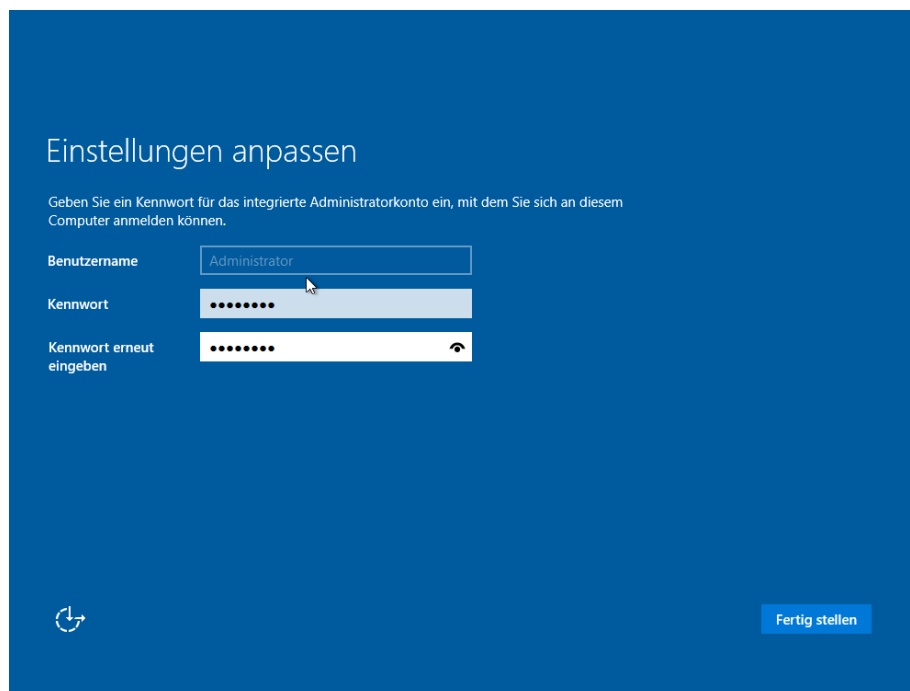 Einstellungen anpassen
Geben Sie ein Kennwort für das integrierte Administratorkonto ein, mit dem Sie sich an diesem
Computer anmelden können.
Benutzername
Administrator
Kennwort
●●●●●●●●
Kennwort erneut
eingeben
●●●●●●●●
Fertig stellen